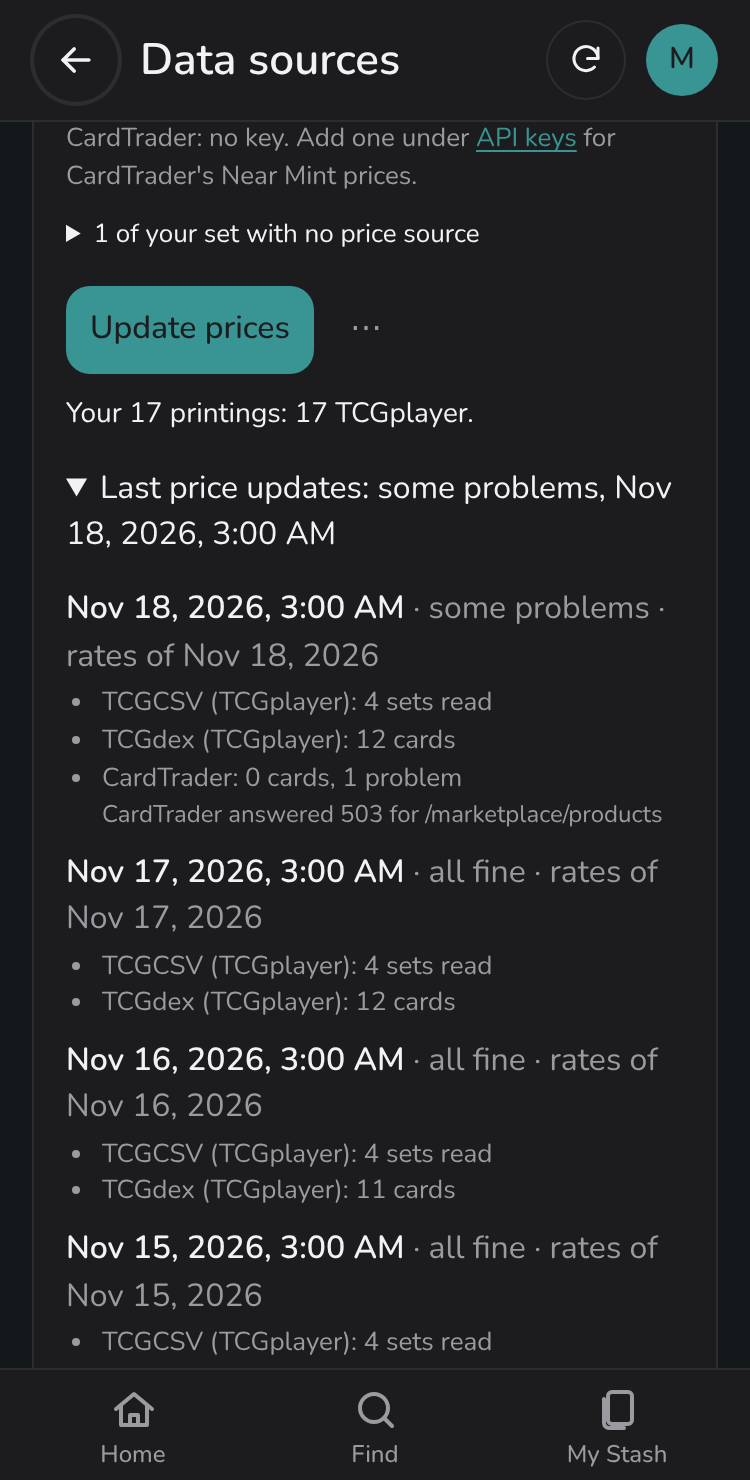 Data sources
M
CardTrader: no key. Add one under API keys for
CardTrader's Near Mint prices.
▶ 1 of your set with no price source
Update prices
...
Your 17 printings: 17 TCGplayer.
▼ Last price updates: some problems, Nov
18, 2026, 3:00 AM
Nov 18, 2026, 3:00 AM · some problems ·
rates of Nov 18, 2026
• TCGCSV (TCGplayer): 4 sets read
• TCGdex (TCGplayer): 12 cards
• CardTrader: 0 cards, 1 problem
CardTrader answered 503 for /marketplace/products
Nov 17, 2026, 3:00 AM · all fine · rates of
Nov 17, 2026
• TCGCSV (TCGplayer): 4 sets read
• TCGdex (TCGplayer): 12 cards
Nov 16, 2026, 3:00 AM · all fine · rates of
Nov 16, 2026
• TCGCSV (TCGplayer): 4 sets read
• TCGdex (TCGplayer): 11 cards
Nov 15, 2026, 3:00 AM · all fine · rates of
Nov 15, 2026
• TCGCSV (TCGplayer): 4 sets read
Home
Find
My Stash